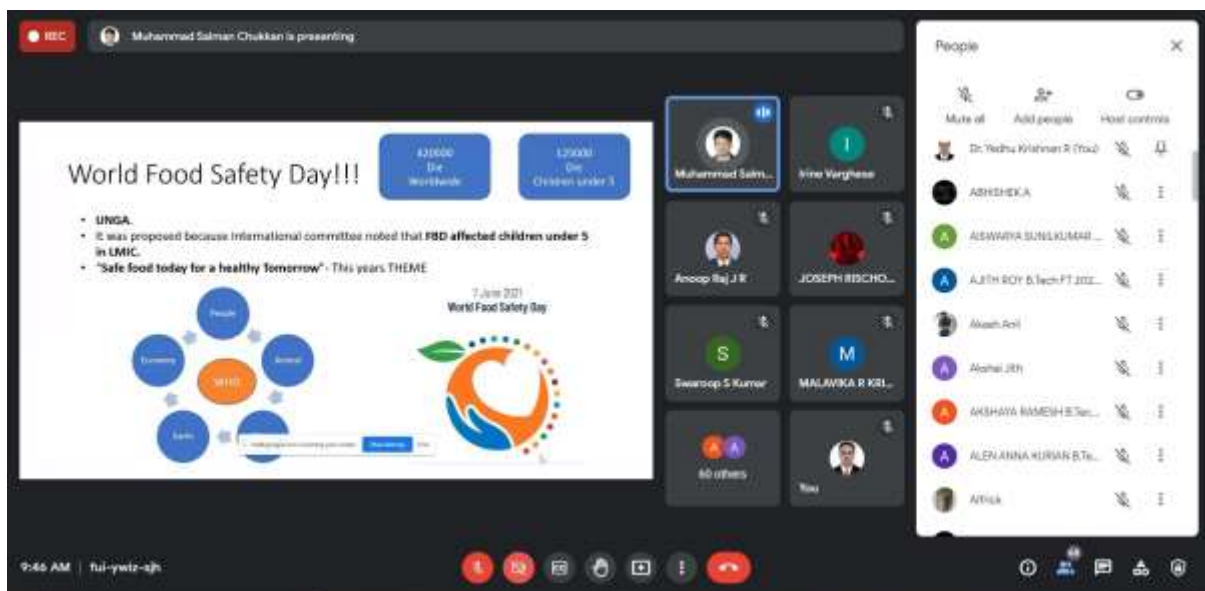 REC
Muhammad Salman Chukkan is presenting
World Food Safety Day!!!
420000
Die
Worldwide
125000
Die
Children under 5
• UNGA.
• It was proposed because International committee noted that FBD affected children under 5
in LMIC.
• "Safe food today for a healthy Tomorrow"- This years THEME
People
Animal
Economy
Earth
7 June 2021
World Food Safety Day
Muhammad Salm...
I
Irine Varghese
Anoop Raj J R
JOSEPH RISCHO...
S
Swaroop S Kumar
M
MALAVIKA R KRI...
A A
60 others
You
People
Mute all
Add people
Host controls
Dr. Yedhu Krishnan R (You)
ABHISHEK A
A
AISWARYA SUNILKUMAR ...
A
AJITH ROY B.Tech FT 202...
Akash Anil
A
Akshai Jith
A
AKSHAYA RAMESH B.Tec...
A
ALEN ANNA KURIAN B.Te...
9:46 AM | fui-ywiz-sjh